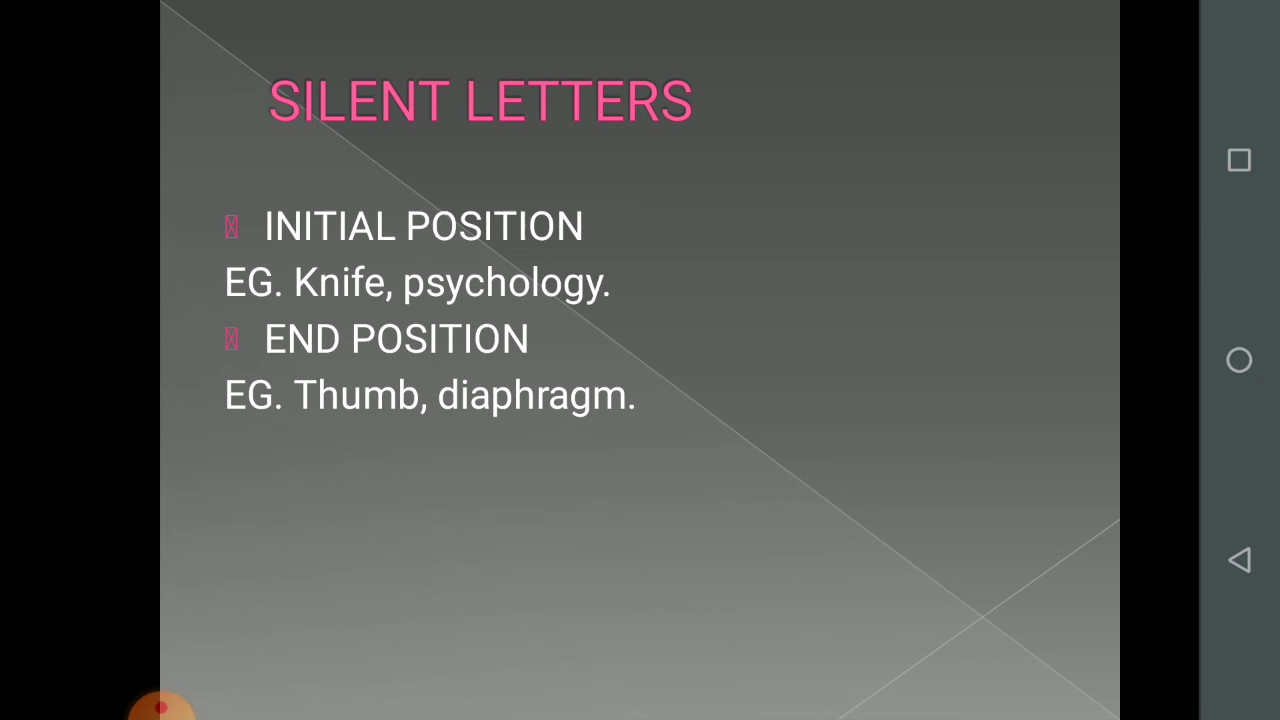 SILENT LETTERS
INITIAL POSITION
EG. Knife, psychology.
END POSITION
EG. Thumb, diaphragm.